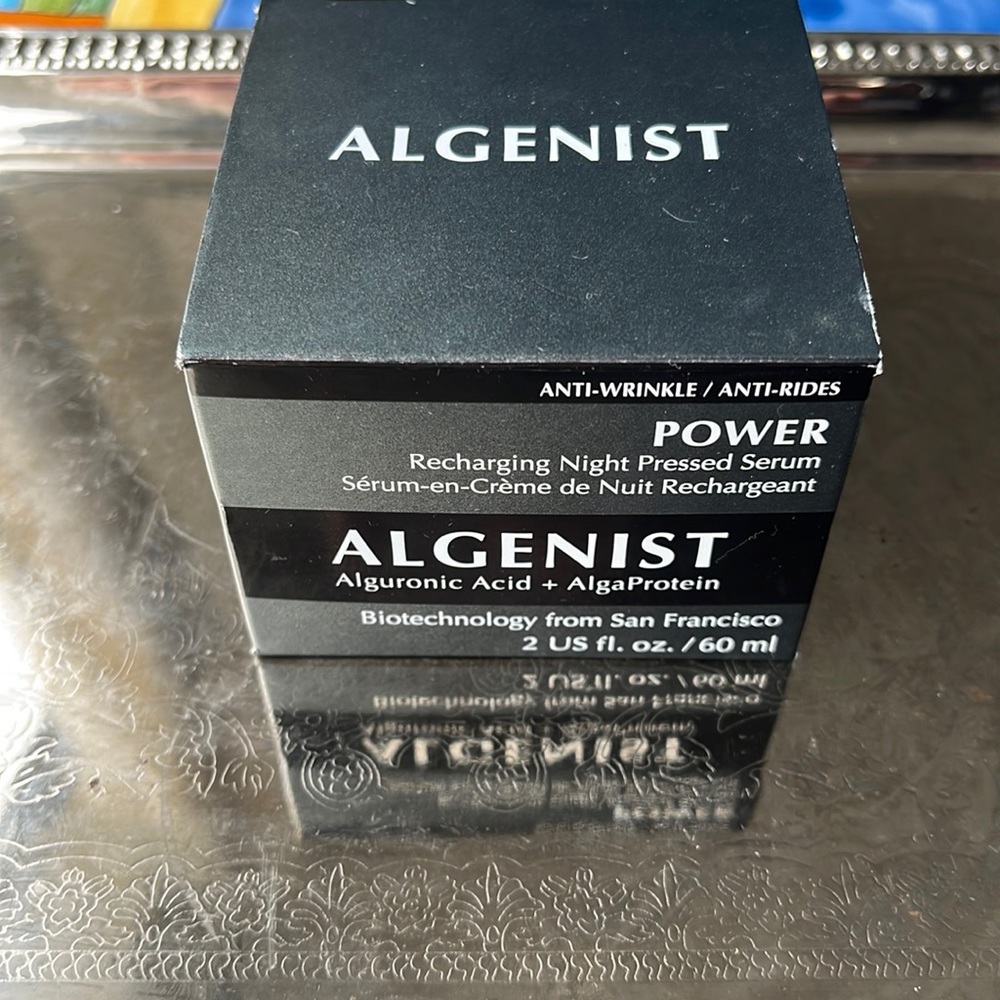 ALGENIST
ANTI-WRINKLE / ANTI-RIDES
POWER
Recharging Night Pressed Serum
Sérum-en-Crème de Nuit Rechargeant
ALGENIST
Alguronic Acid + AlgaProtein
Biotechnology from San Francisco
2 US fl. oz. / 60 ml